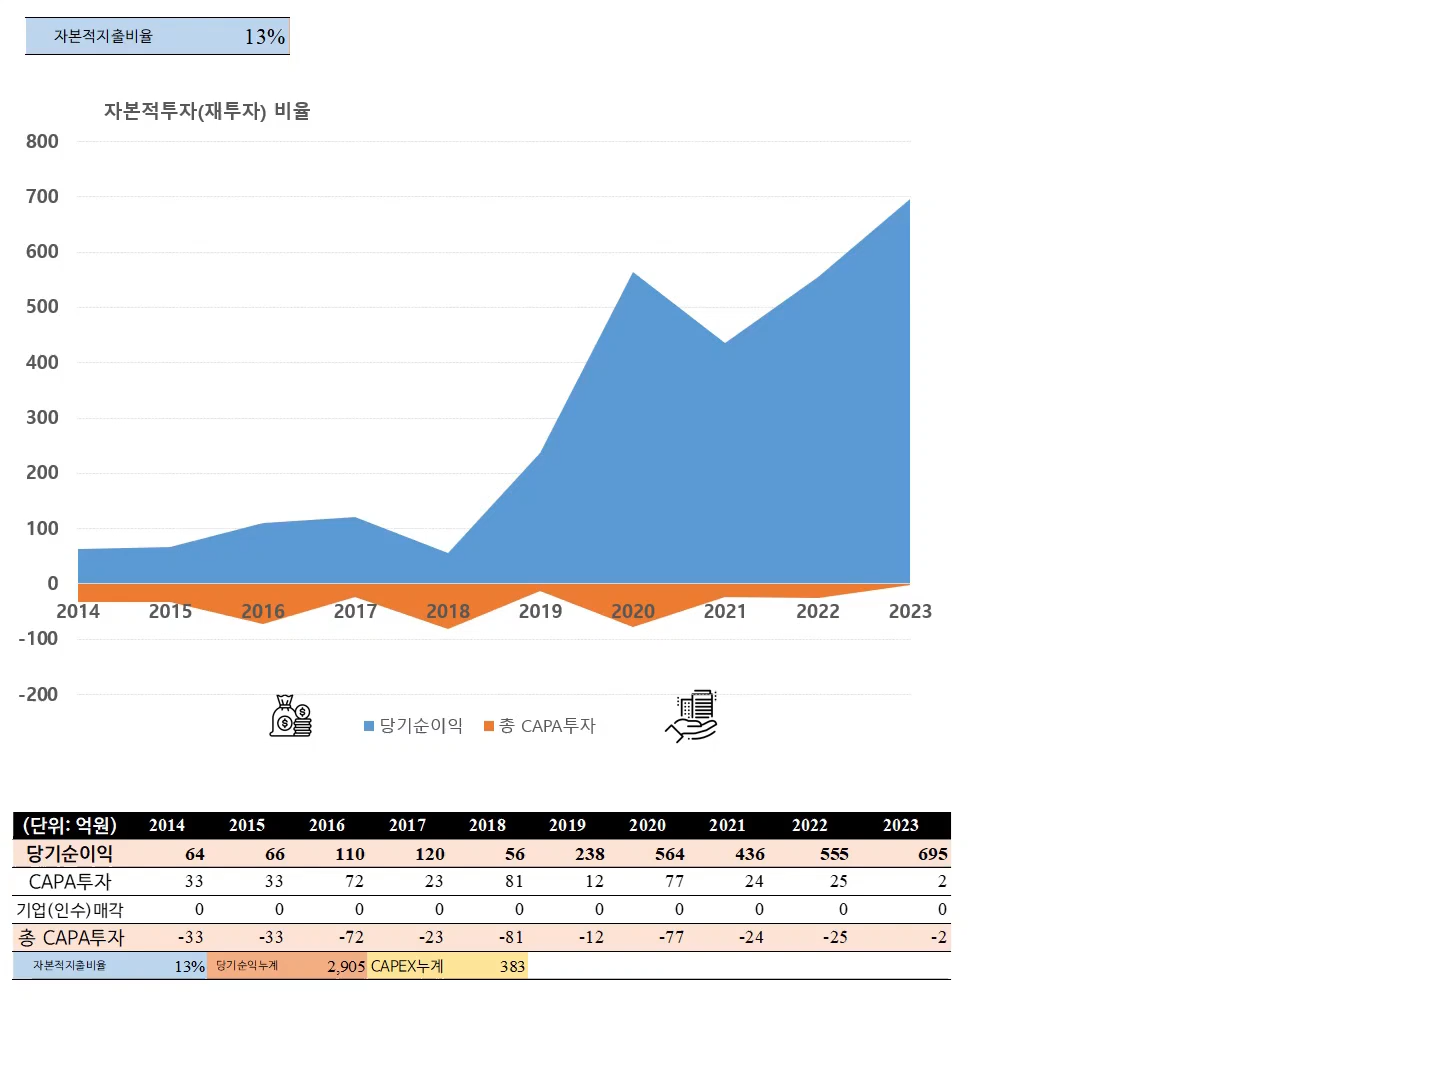 자본적지출비율 13%
자본적투자(재투자) 비율
800
700
600
500
400
300
200
100
0
2014 2015 2016 2017 2018 2019 2020 2021 2022 2023
-100
-200
당기순이익 총 CAPA투자
(단위: 억원) 2014 2015 2016 2017 2018 2019 2020 2021 2022 2023
당기순이익 64 66 110 120 56 238 564 436 555 695
CAPA투자 33 33 72 23 81 12 77 24 25 2
기업(인수)매각 0 0 0 0 0 0 0 0 0 0
총 CAPA투자 -33 -33 -72 -23 -81 -12 -77 -24 -25 -2
자본적지출비율 13% 당기순익누계 2,905 CAPEX누계 383